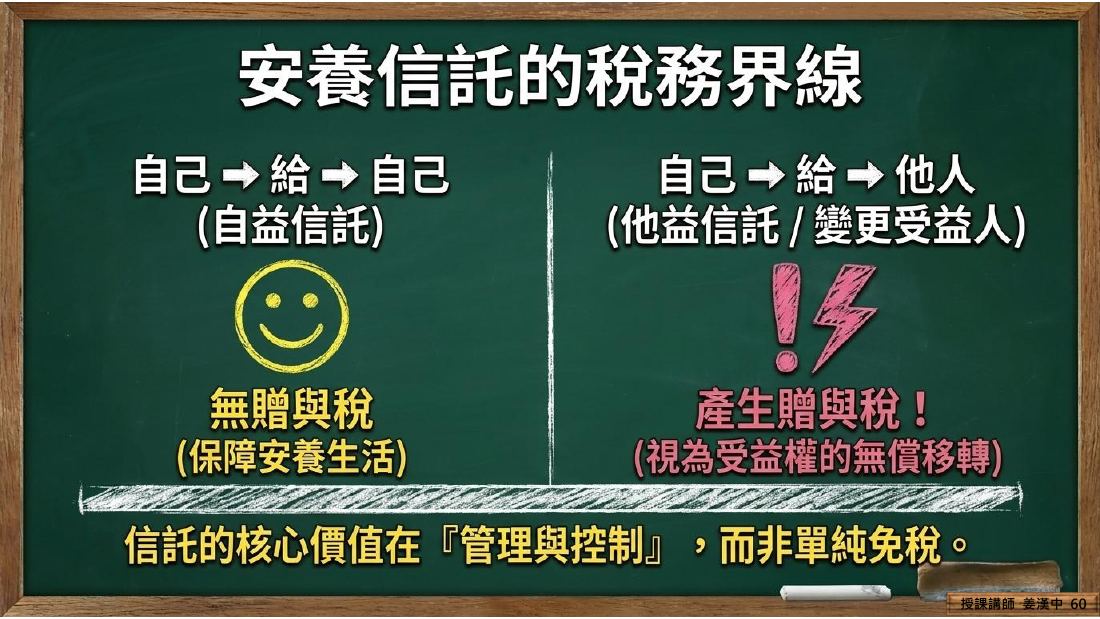 安養信託的稅務界線
自己➡給➡自己
(自益信託)
無贈與稅
(保障安養生活)
自己➡給➡他人
(他益信託 / 變更受益人)
產生贈與稅！
(視為受益權的無償移轉)
信託的核心價值在『管理與控制』，而非單純免稅。
授課講師 姜漢中 60